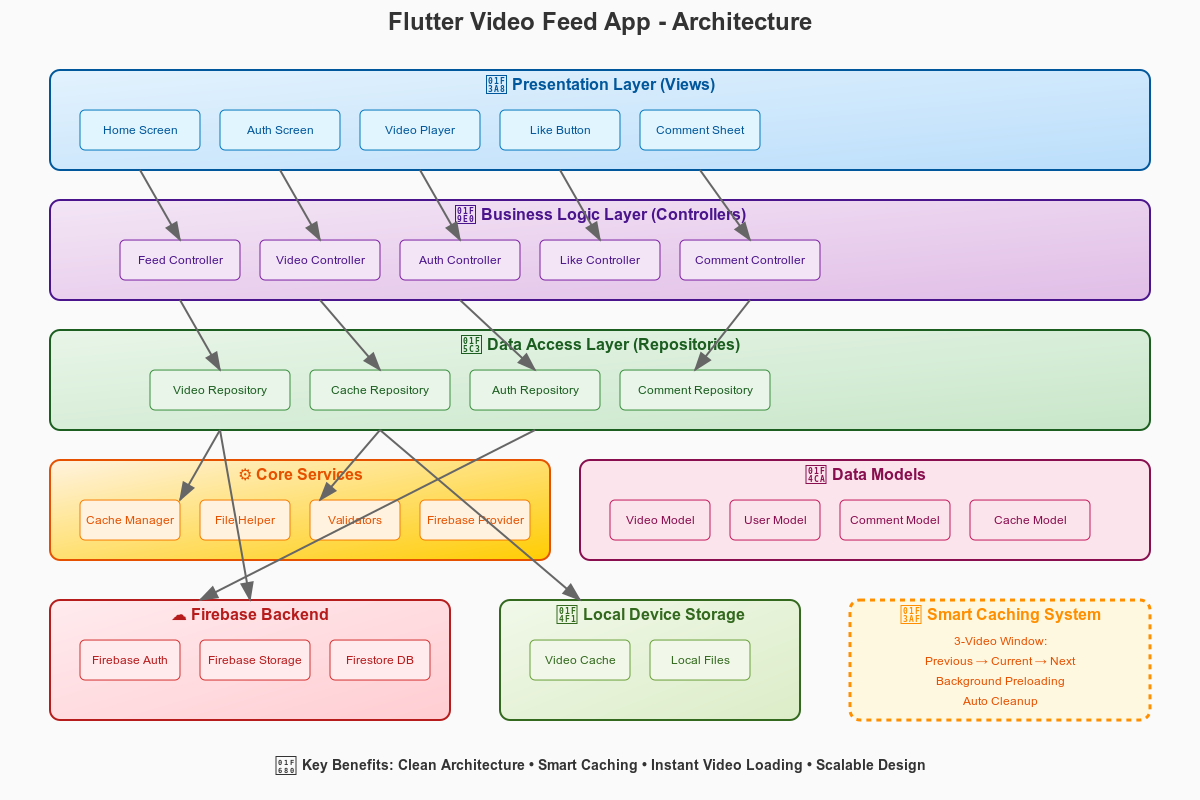 Flutter Video Feed App - Architecture
Presentation Layer (Views)
Home Screen
Auth Screen
Video Player
Like Button
Comment Sheet
Business Logic Layer (Controllers)
Feed Controller
Video Controller
Auth Controller
Like Controller
Comment Controller
Data Access Layer (Repositories)
Video Repository
Cache Repository
Auth Repository
Comment Repository
⚙ Core Services
Cache Manager
File Helper
Validators
Firebase Provider
Data Models
Video Model
User Model
Comment Model
Cache Model
☁ Firebase Backend
Firebase Auth
Firebase Storage
Firestore DB
Local Device Storage
Video Cache
Local Files
Smart Caching System
3-Video Window:
Previous → Current → Next
Background Preloading
Auto Cleanup
Key Benefits: Clean Architecture • Smart Caching • Instant Video Loading • Scalable Design